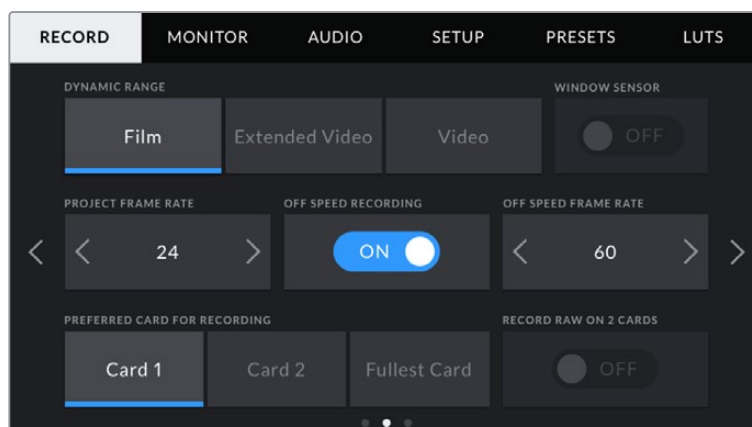 RECORD MONITOR AUDIO SETUP PRESETS LUTS
DYNAMIC RANGE WINDOW SENSOR
Film Extended Video Video OFF
PROJECT FRAME RATE OFF SPEED RECORDING OFF SPEED FRAME RATE
24 ON 60
PREFERRED CARD FOR RECORDING RECORD RAW ON 2 CARDS
Card 1 Card 2 Fullest Card OFF